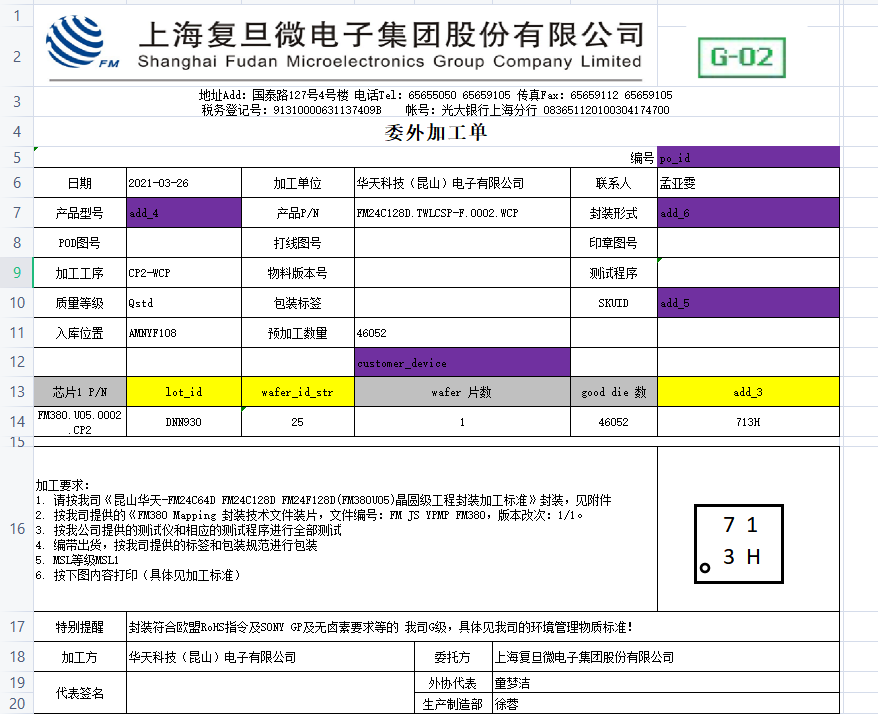 1
上海复旦微电子集团股份有限公司
2
FM
Shanghai Fudan Microelectronics Group Company Limited
G-02
3
地址Add: 国泰路127号4号楼 电话Tel: 65655050 65659105 传真Fax: 65659112 65659105
税务登记号: 91310000631137409B 帐号: 光大银行上海分行 083651120100304174700
4
委外加工单
5
编号 po_id
6 日期 2021-03-26 加工单位 华天科技（昆山）电子有限公司 联系人 孟亚雯
7 产品型号 add_4 产品P/N FM24C128D.TWLCSP-F.0002.WCP 封装形式 add_6
8 POD图号 打线图号 印章图号
9 加工工序 CP2-WCP 物料版本号 测试程序
10 质量等级 Qstd 包装标签 SKUID add_5
11 入库位置 AMNYF108 预加工数量 46052
12 customer_device
13 芯片1 P/N lot_id wafer_id_str wafer 片数 good die 数 add_3
14 FM380.U05.0002
.CP2 DNN930 25 1 46052 713H
15
16
加工要求:
1. 请按我司《昆山华天-FM24C64D FM24C128D FM24F128D(FM380U05)晶圆级工程封装加工标准》封装, 见附件
2. 按我司提供的《FM380 Mapping 封装技术文件装片, 文件编号: FM JS YPMP FM380, 版本改次: 1/1。
3. 按我公司提供的测试仪和相应的测试程序进行全部测试
4. 编带出货, 按我司提供的标签和包装规范进行包装
5. MSL等级MSL1
6. 按下图内容打印（具体见加工标准）
7 1
3 H
17 特别提醒 封装符合欧盟RoHS指令及SONY GP及无卤素要求等的 我司G级, 具体见我司的环境管理物质标准!
18 加工方 华天科技（昆山）电子有限公司 委托方 上海复旦微电子集团股份有限公司
19 代表签名 外协代表 童梦洁
20 生产制造部 徐蓉